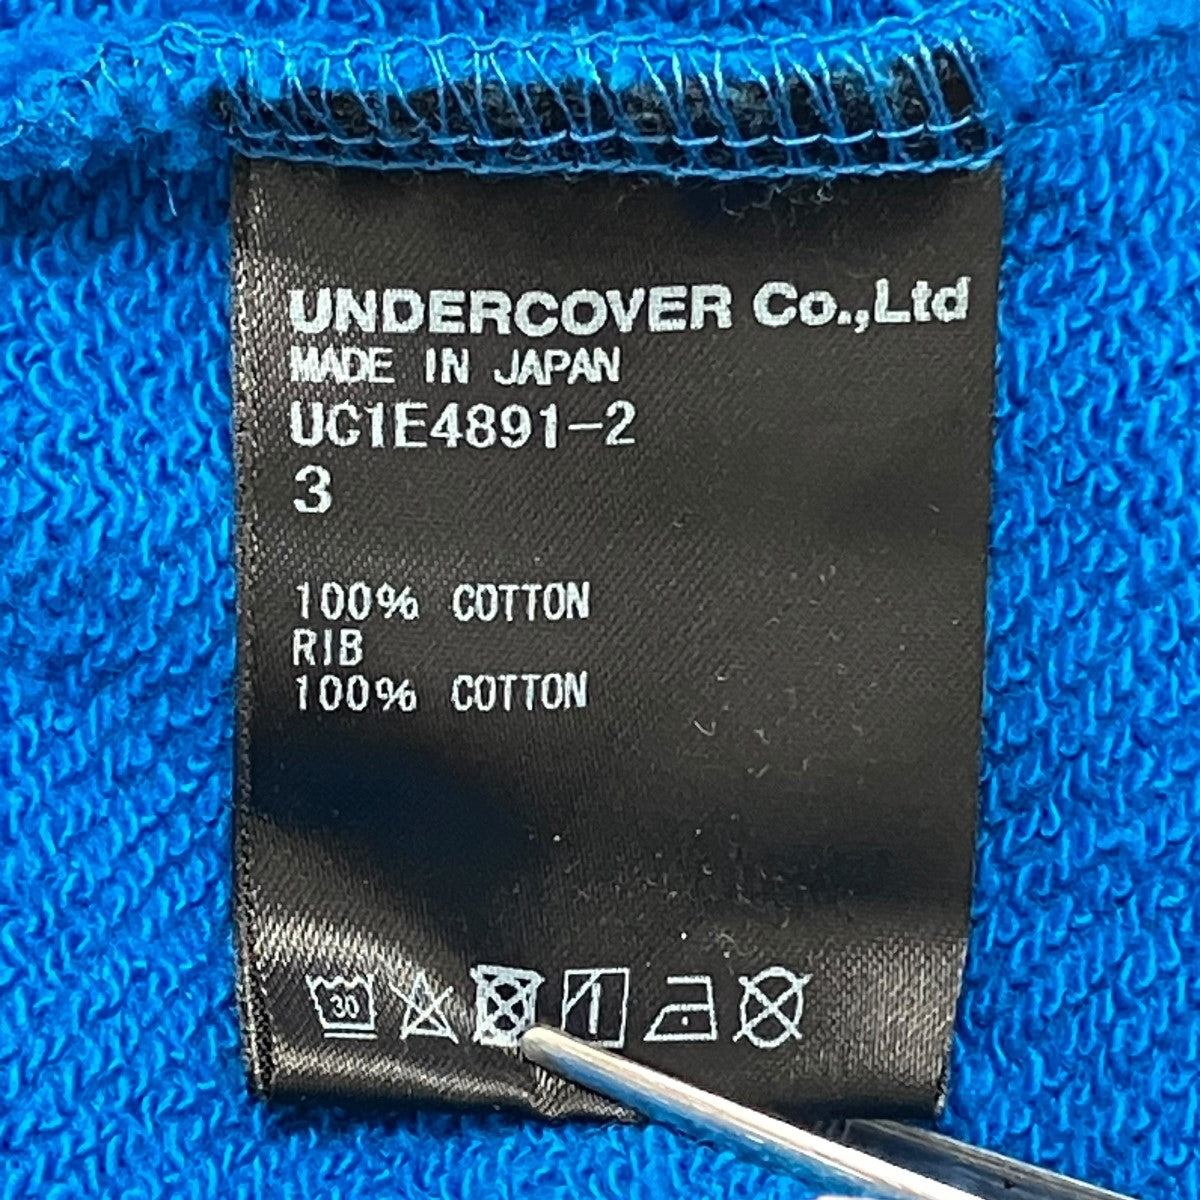 UNDERCOVER Co.,Ltd
MADE IN JAPAN
UC1E4891-2
3
100% COTTON
RIB
100% COTTON
30